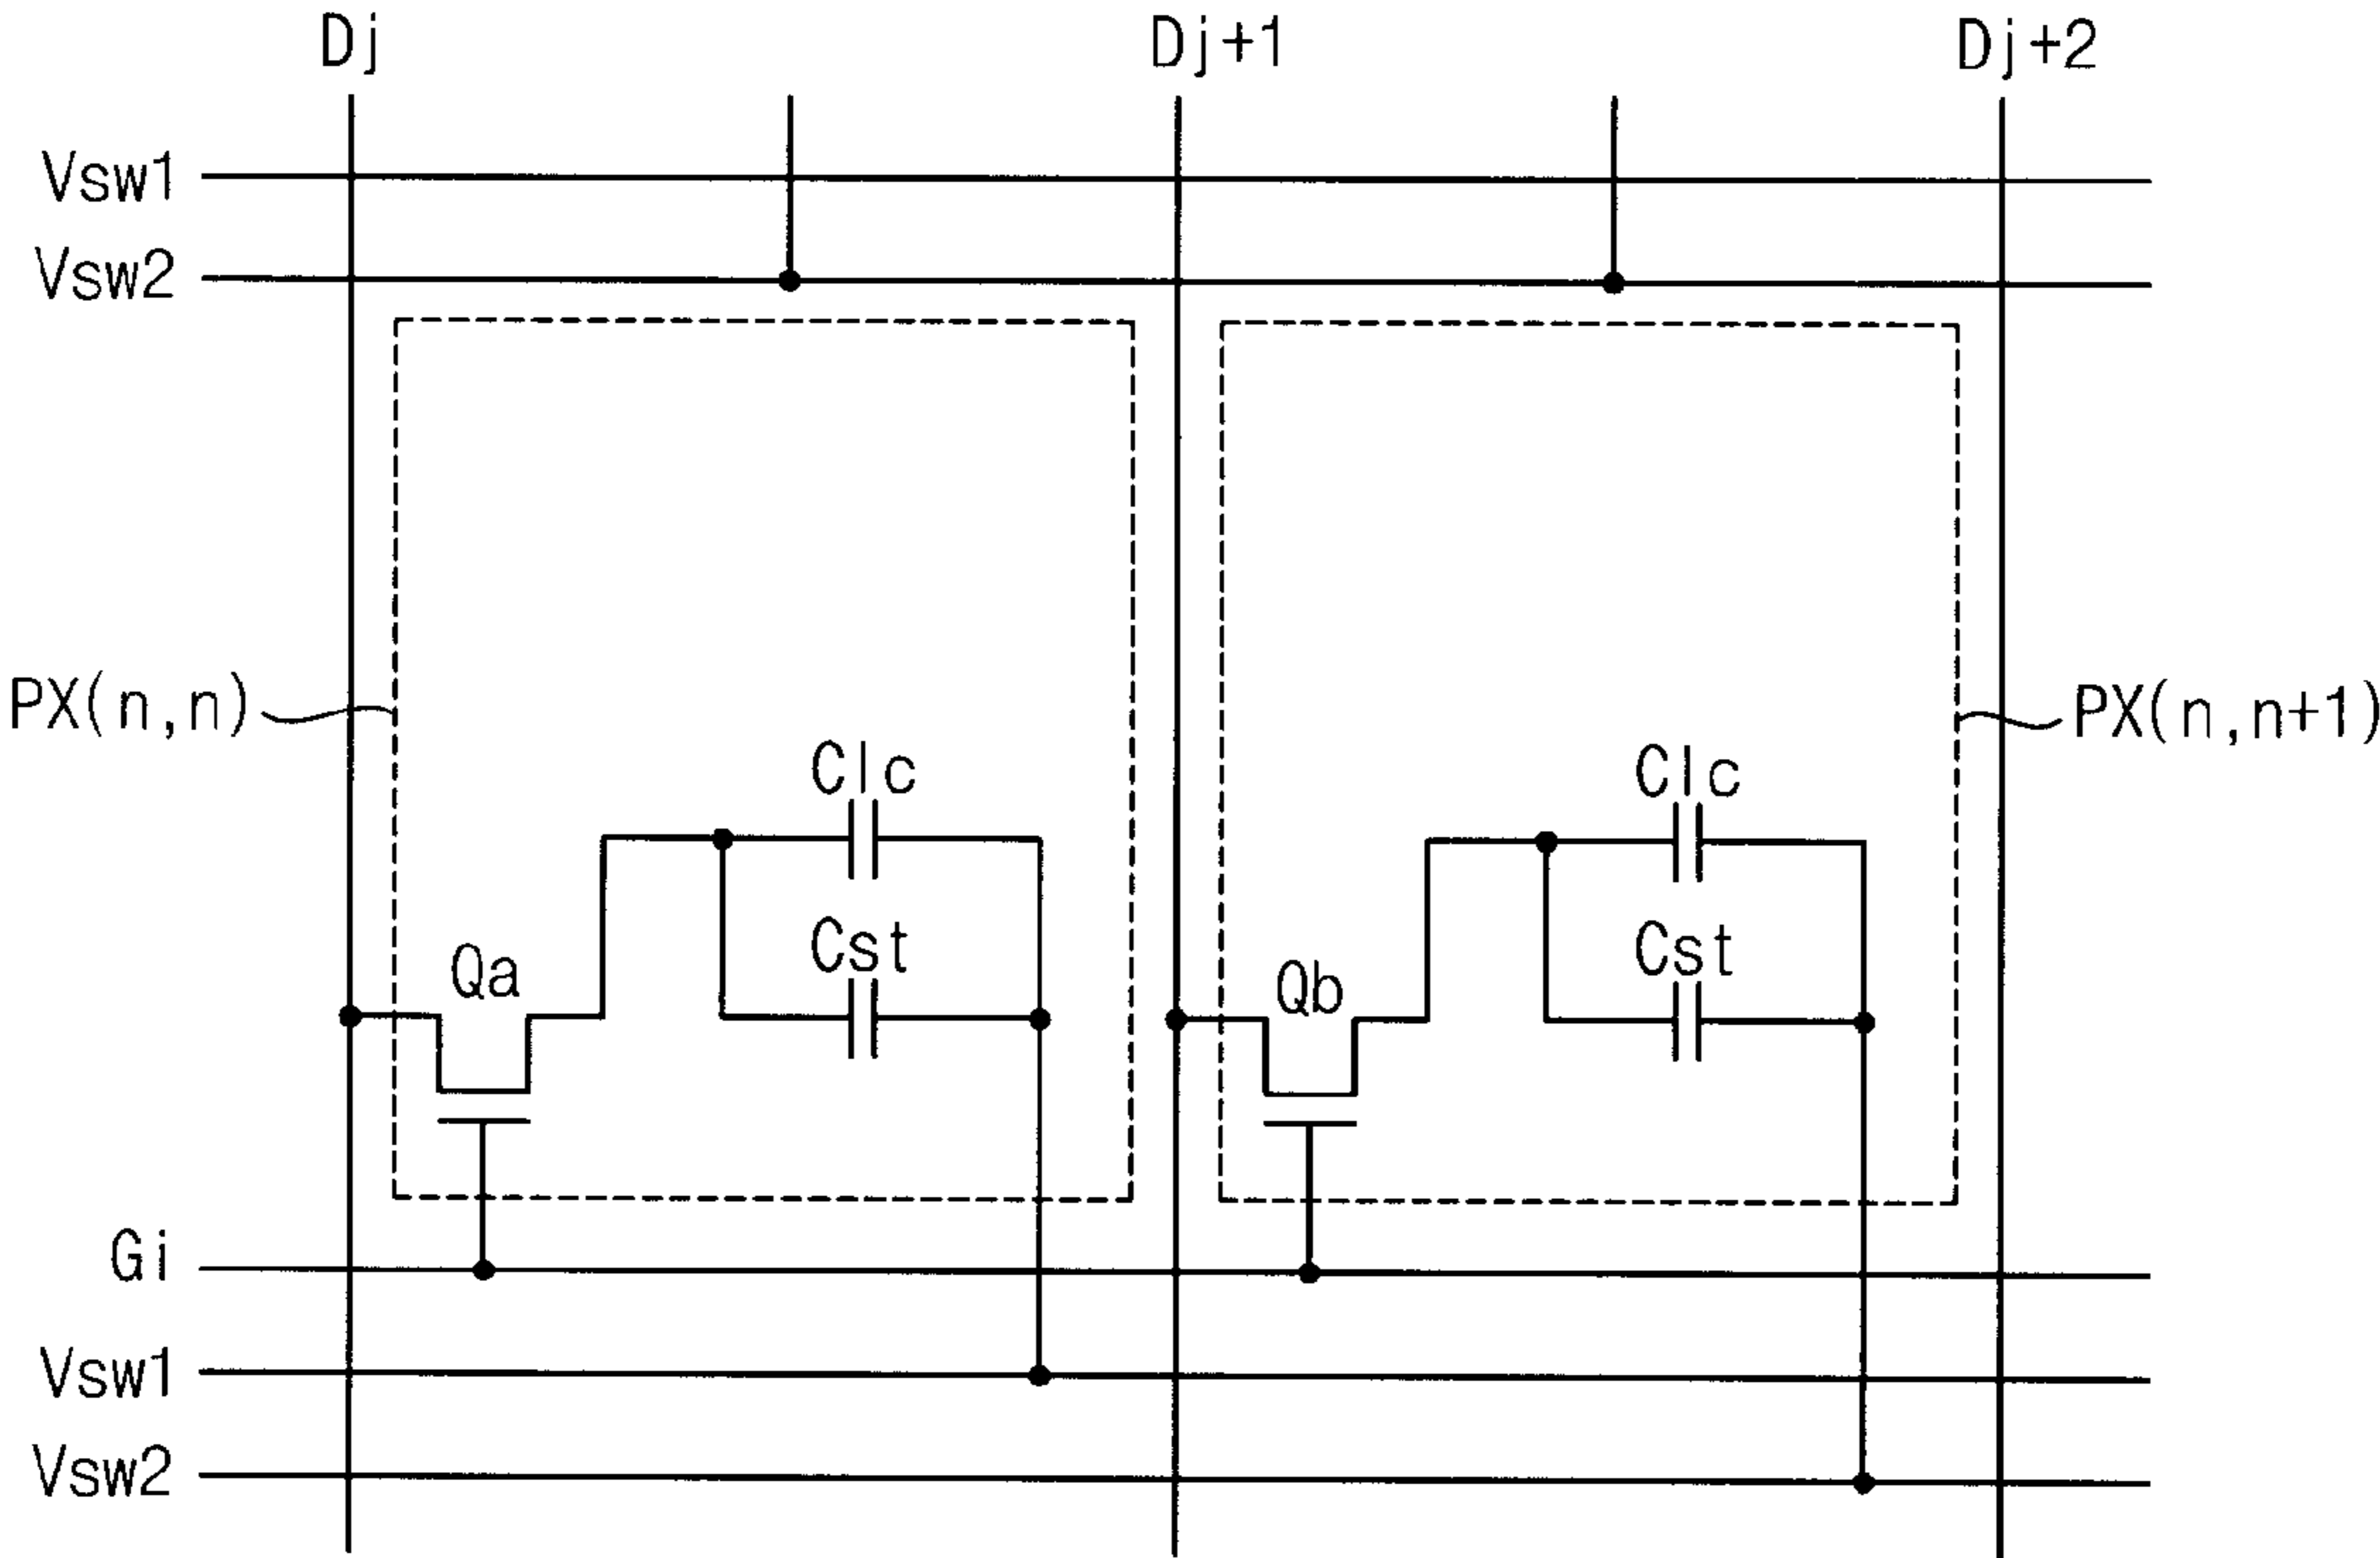 Dj
Dj+1
Dj+2
Vsw1
Vsw2
PX(n,n)
PX(n,n+1)
Clc
Clc
Cst
Cst
Qa
Qb
Gi
Vsw1
Vsw2